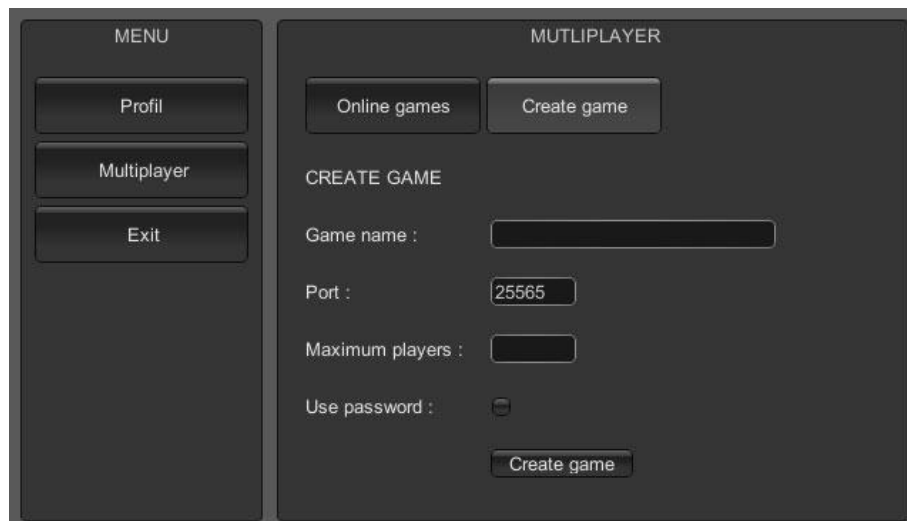 MENU
Profil
Multiplayer
Exit
MUTLIPLAYER
Online games
Create game
CREATE GAME
Game name :
Port :
25565
Maximum players :
Use password :
Create game